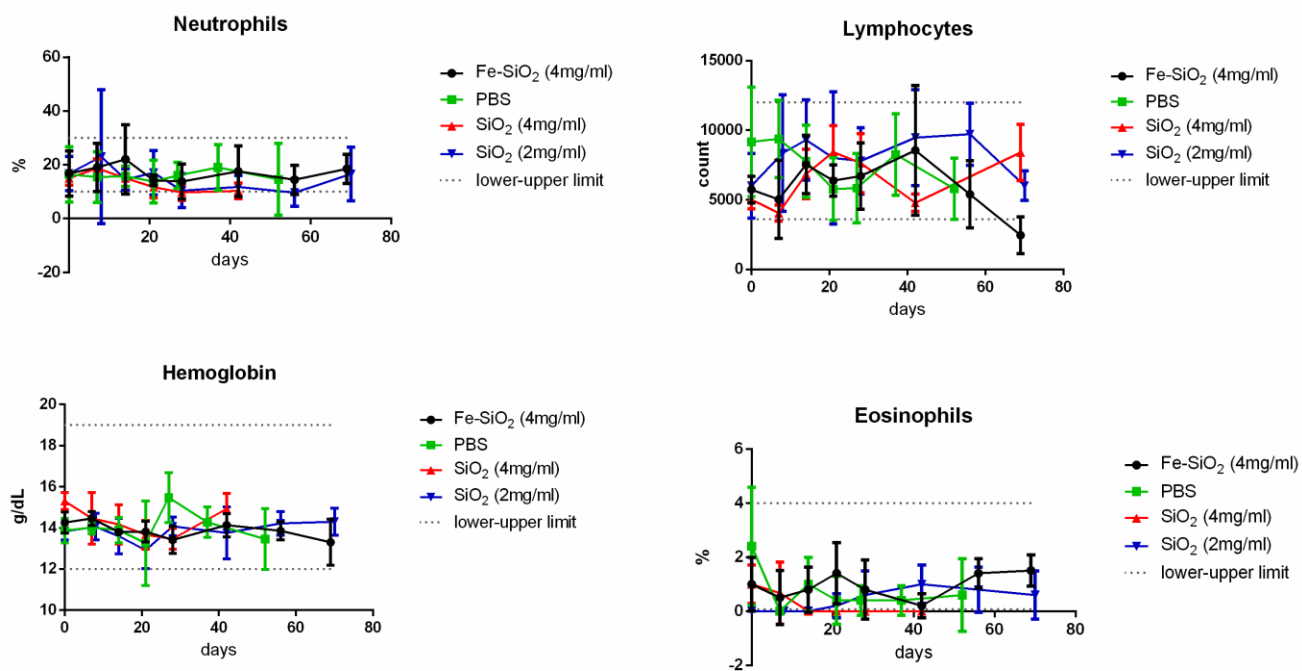 Neutrophils
60
40
20
0
-20
%
0
20
40
60
80
days
Fe-SiO₂ (4mg/ml)
PBS
SiO₂ (4mg/ml)
SiO₂ (2mg/ml)
lower-upper limit
Lymphocytes
15000
10000
5000
0
count
0
20
40
60
80
days
Fe-SiO₂ (4mg/ml)
PBS
SiO₂ (4mg/ml)
SiO₂ (2mg/ml)
lower-upper limit
Hemoglobin
20
18
16
14
12
10
g/dL
0
20
40
60
80
days
Fe-SiO₂ (4mg/ml)
PBS
SiO₂ (4mg/ml)
SiO₂ (2mg/ml)
lower-upper limit
Eosinophils
6
4
2
0
-2
%
20
40
60
80
days
Fe-SiO₂ (4mg/ml)
PBS
SiO₂ (4mg/ml)
SiO₂ (2mg/ml)
lower-upper limit